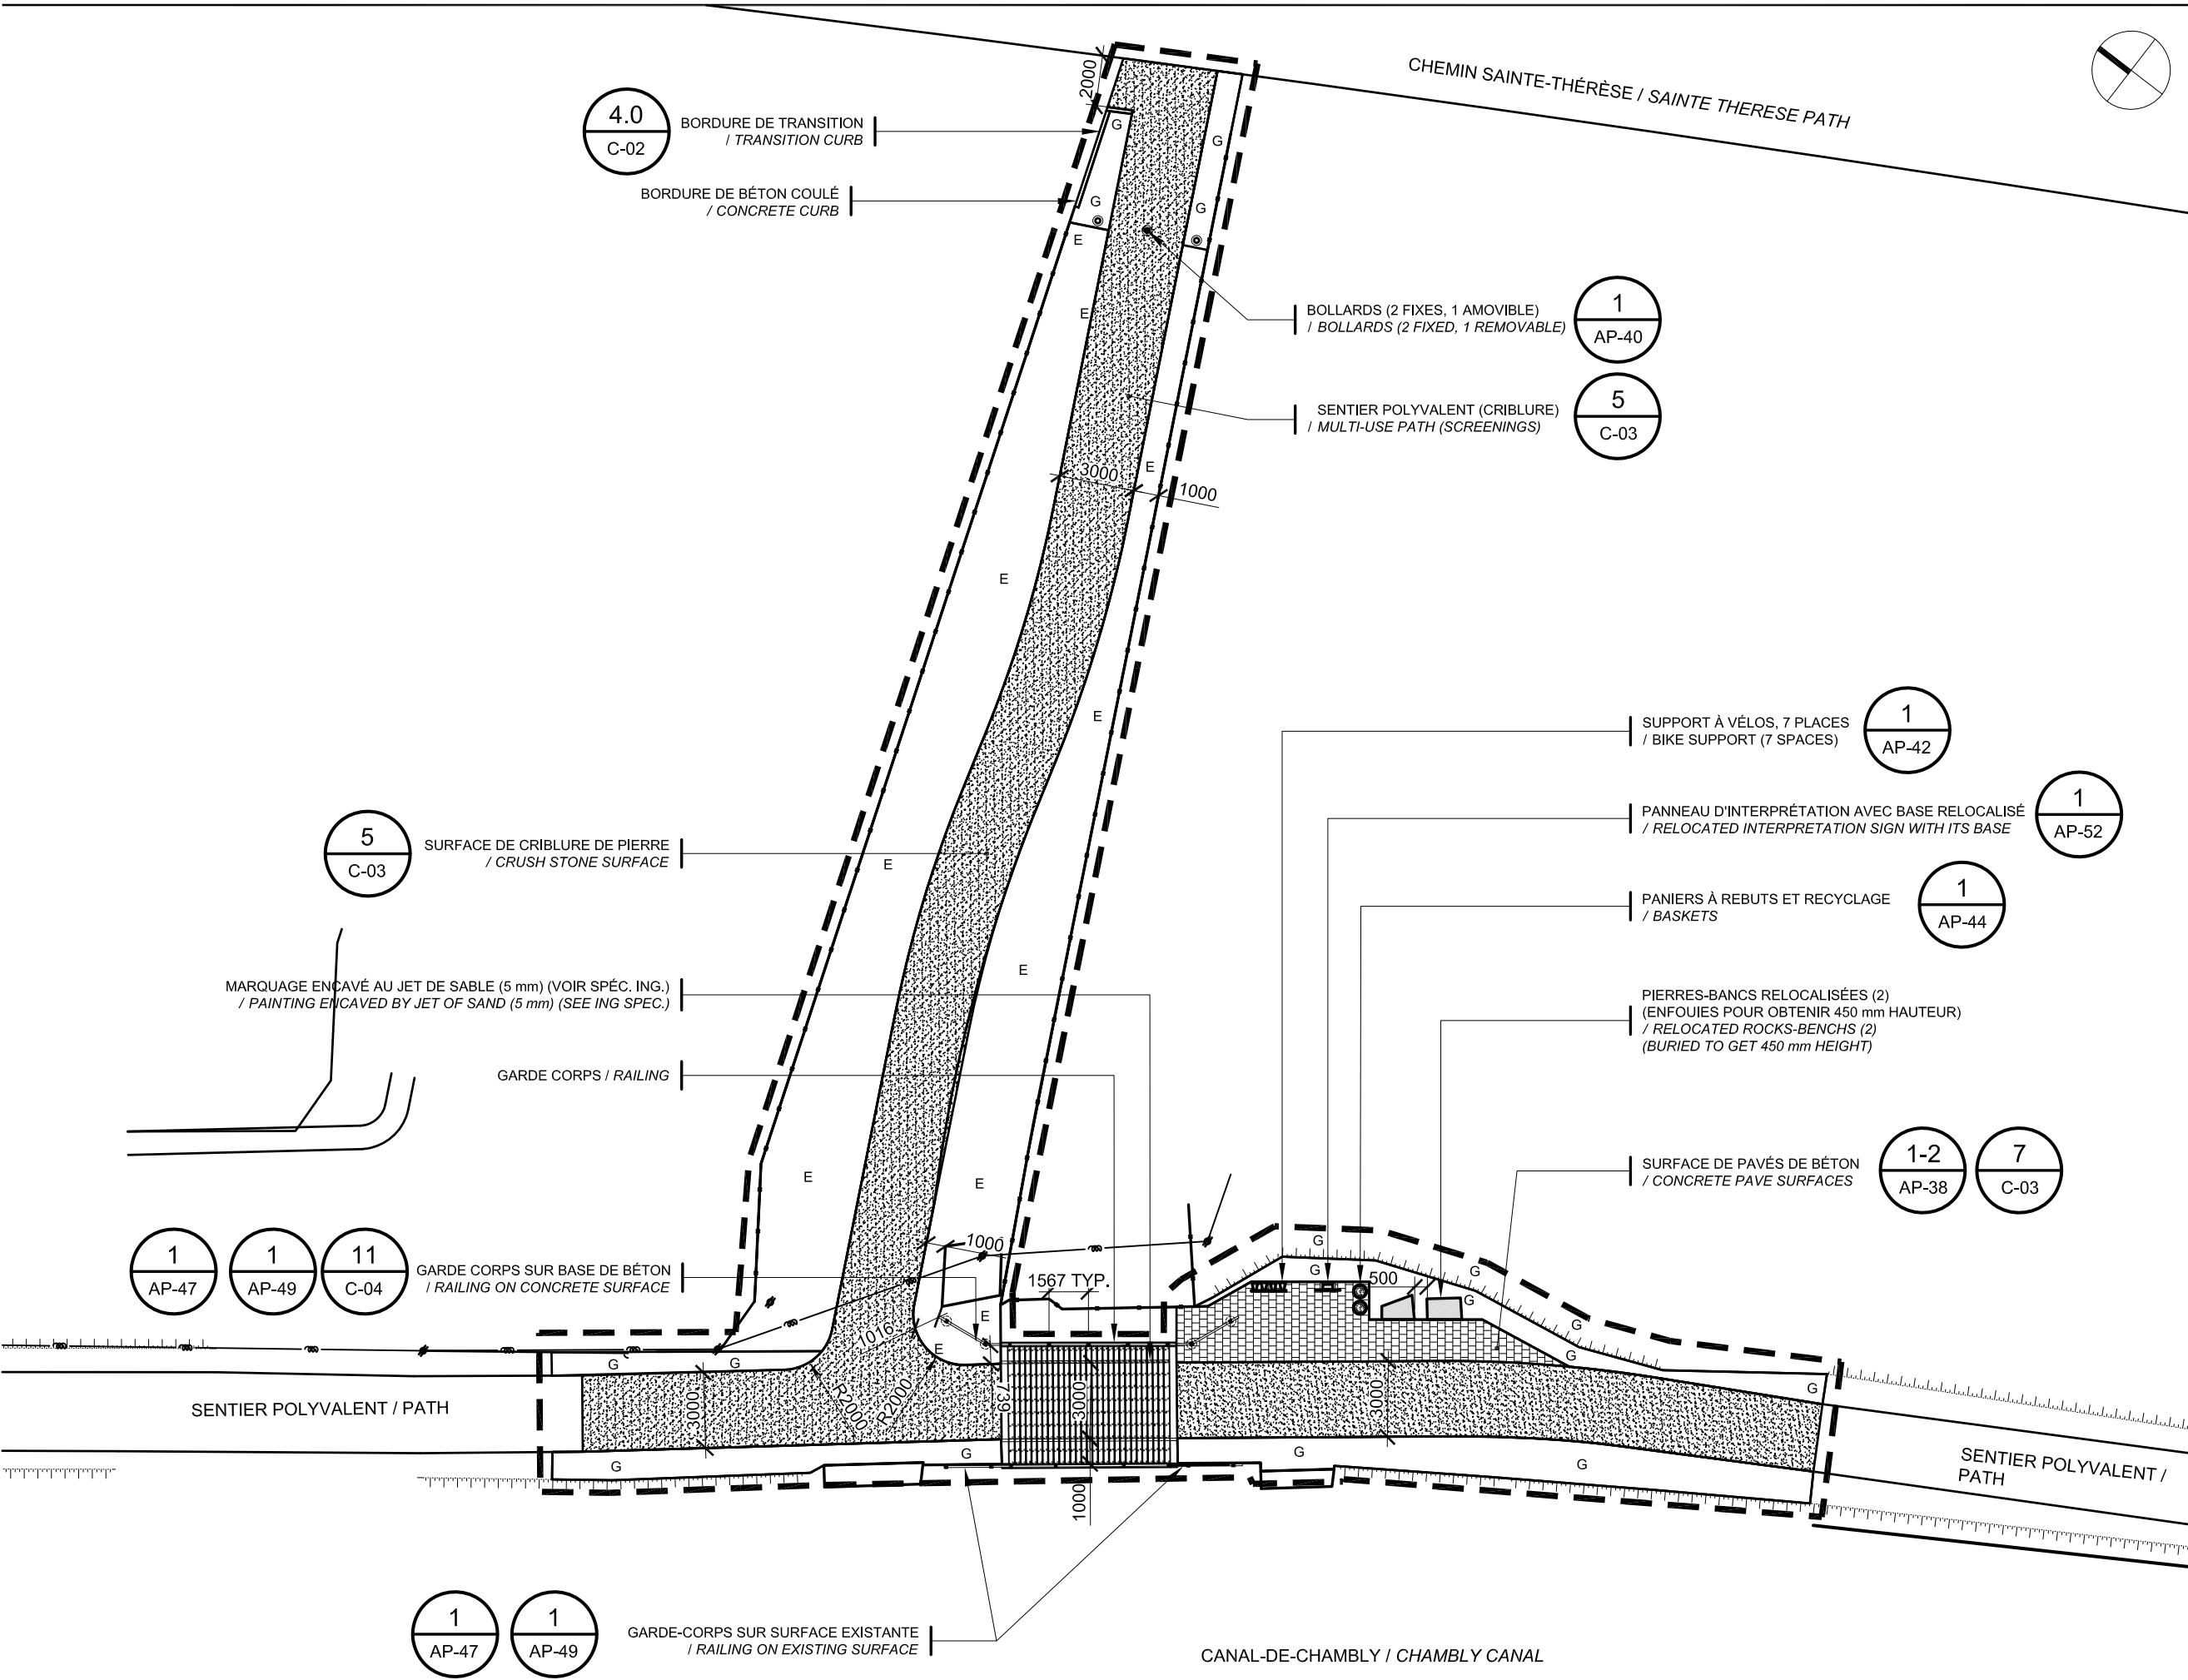 CHEMIN SAINTE-THÉRÈSE / SAINTE THERESE PATH
2000
4.0
C-02
BORDURE DE TRANSITION
/ TRANSITION CURB
G
G
BORDURE DE BÉTON COULÉ
/ CONCRETE CURB
G
G
E
E
BOLLARDS (2 FIXES, 1 AMOVIBLE)
/ BOLLARDS (2 FIXED, 1 REMOVABLE)
1
AP-40
SENTIER POLYVALENT (CRIBLURE)
/ MULTI-USE PATH (SCREENINGS)
5
C-03
3000
E
1000
E
E
SUPPORT À VÉLOS, 7 PLACES
/ BIKE SUPPORT (7 SPACES)
1
AP-42
PANNEAU D'INTERPRÉTATION AVEC BASE RELOCALISÉ
/ RELOCATED INTERPRETATION SIGN WITH ITS BASE
1
AP-52
5
C-03
SURFACE DE CRIBLURE DE PIERRE
/ CRUSH STONE SURFACE
E
PANIERS À REBUTS ET RECYCLAGE
/ BASKETS
1
AP-44
E
MARQUAGE ENCAVÉ AU JET DE SABLE (5 mm) (VOIR SPÉC. ING.)
/ PAINTING ENCAVED BY JET OF SAND (5 mm) (SEE ING SPEC.)
PIERRES-BANCS RELOCALISÉES (2)
(ENFOUIES POUR OBTENIR 450 mm HAUTEUR)
/ RELOCATED ROCKS-BENCHS (2)
(BURIED TO GET 450 mm HEIGHT)
GARDE CORPS / RAILING
E
E
SURFACE DE PAVÉS DE BÉTON
/ CONCRETE PAVE SURFACES
1-2
AP-38
7
C-03
1
AP-47
1
AP-49
11
C-04
GARDE CORPS SUR BASE DE BÉTON
/ RAILING ON CONCRETE SURFACE
1000
1567 TYP.
G
G
G
500
G
G
G
E
E
1016
G
G
G
SENTIER POLYVALENT / PATH
3000
R2000
R2000
739
3000
3000
G
G
G
G
1000
SENTIER POLYVALENT /
PATH
1
AP-47
1
AP-49
GARDE-CORPS SUR SURFACE EXISTANTE
/ RAILING ON EXISTING SURFACE
CANAL-DE-CHAMBLY / CHAMBLY CANAL